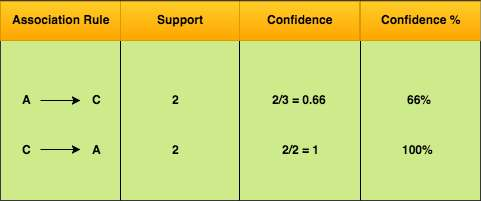 Association Rule Support Confidence Confidence %
A C 2 2/3 = 0.66 66%
C A 2 2/2 = 1 100%